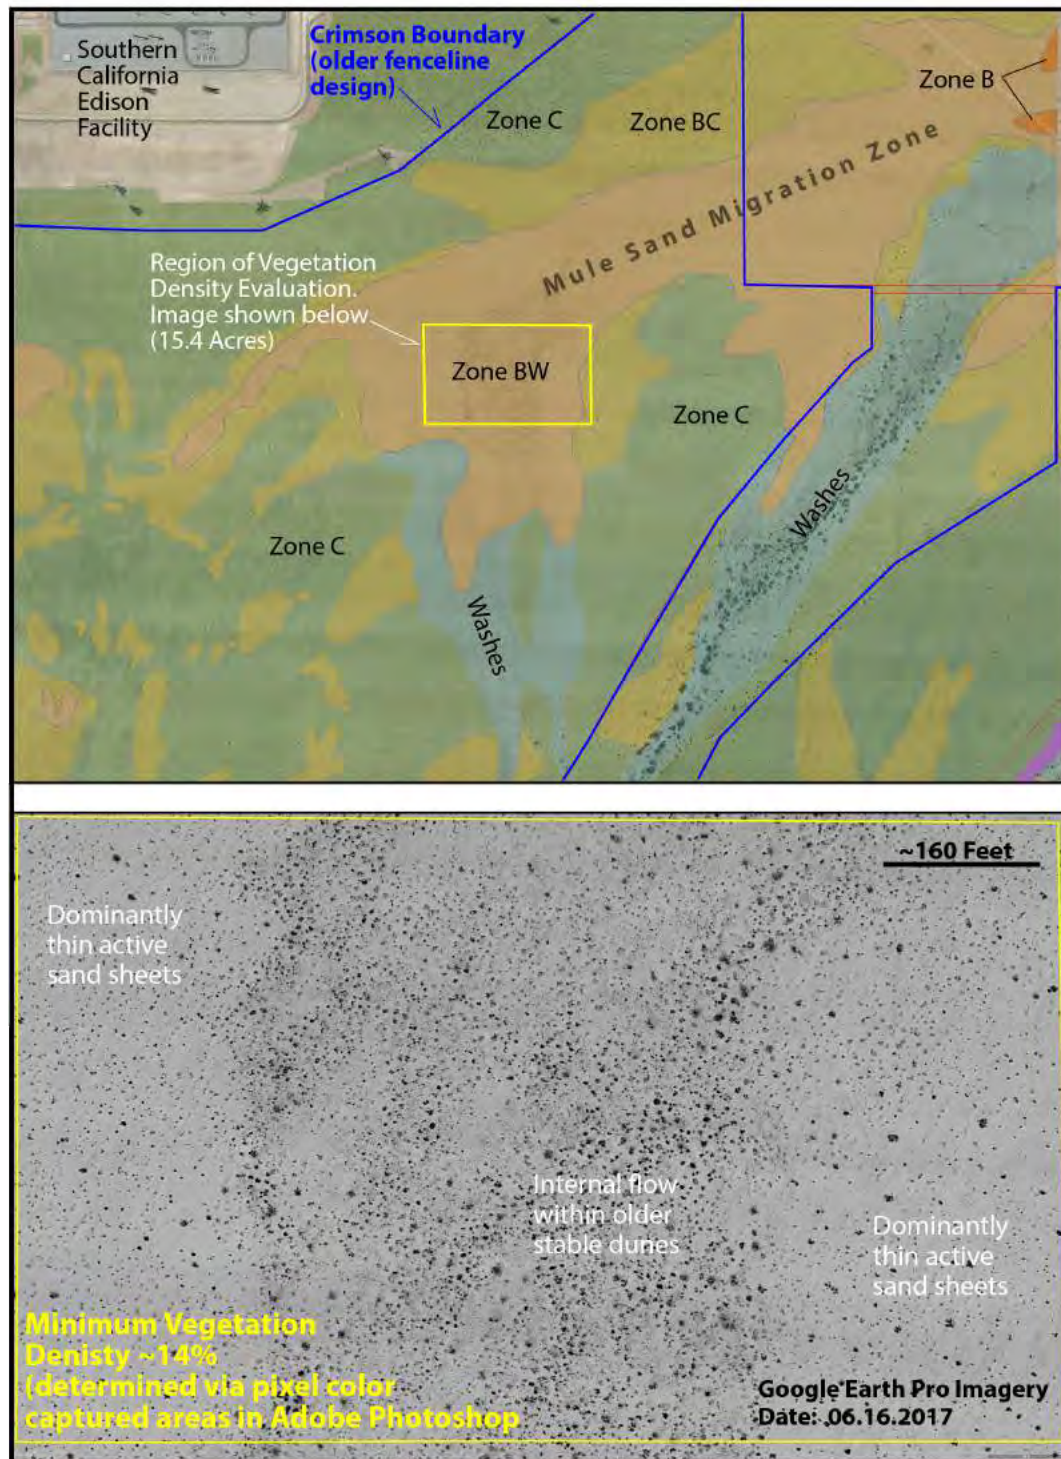 Southern
California
Edison
Facility
Crimson Boundary
(older fenceline
design)
Zone C
Zone BC
Zone B
Mule Sand Migration Zone
Region of Vegetation
Density Evaluation.
Image shown below
(15.4 Acres)
Zone BW
Zone C
Zone C
Washes
Washes
~160 Feet
Dominantly
thin active
sand sheets
Internal flow
within older
stable dunes
Dominantly
thin active
sand sheets
Minimum Vegetation
Denisty ~14%
(determined via pixel color
captured areas in Adobe Photoshop
Google Earth Pro Imagery
Date: 06.16.2017